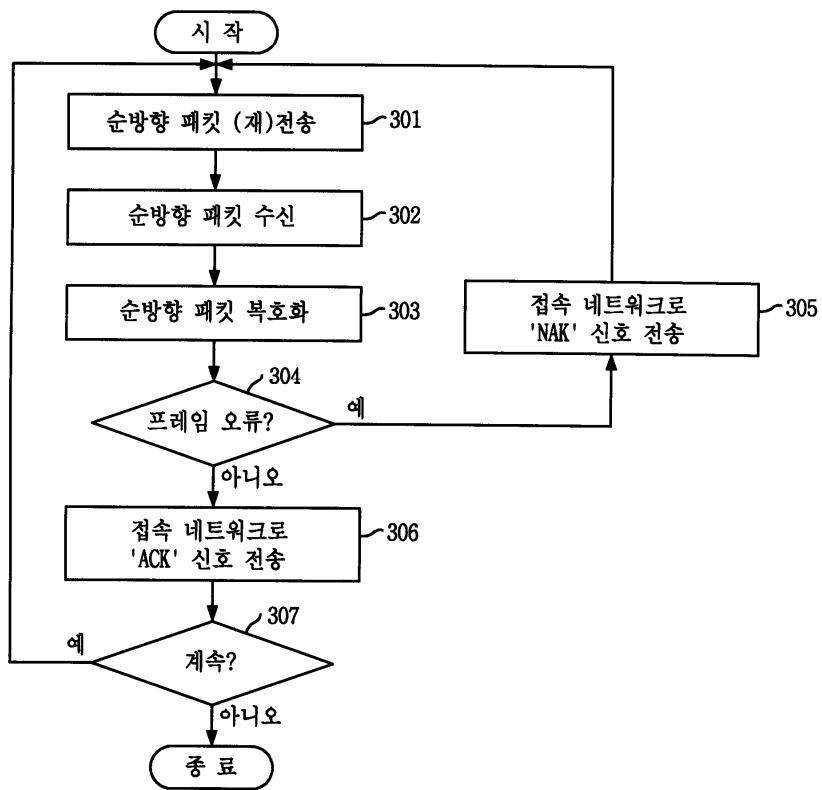 시 작
순방향 패킷 (재)전송
301
순방향 패킷 수신
302
순방향 패킷 복호화
303
접속 네트워크로
'NAK' 신호 전송
305
304
프레임 오류?
예
아니오
접속 네트워크로
'ACK' 신호 전송
306
307
예
계속?
아니오
종 료